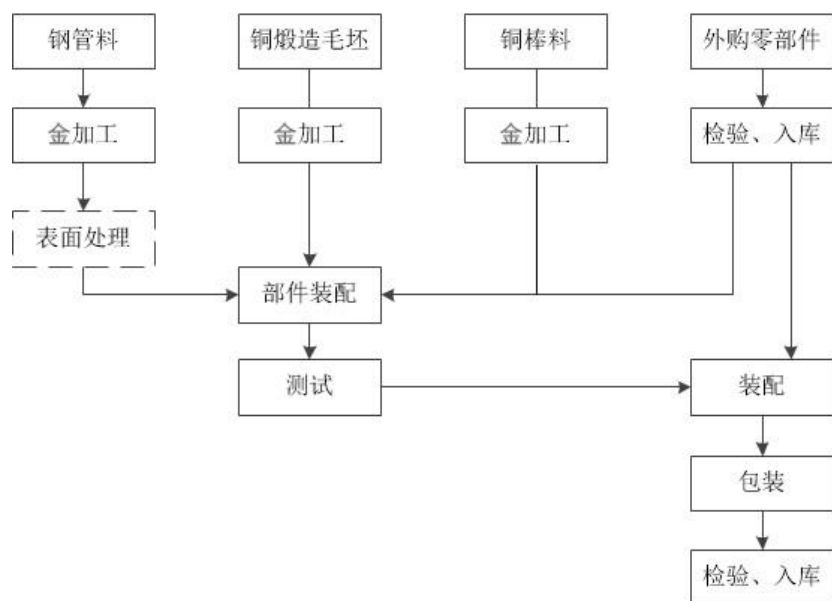 钢管料
铜煅造毛坯
铜棒料
外购零部件
金加工
金加工
金加工
检验、入库
表面处理
部件装配
测试
装配
包装
检验、入库